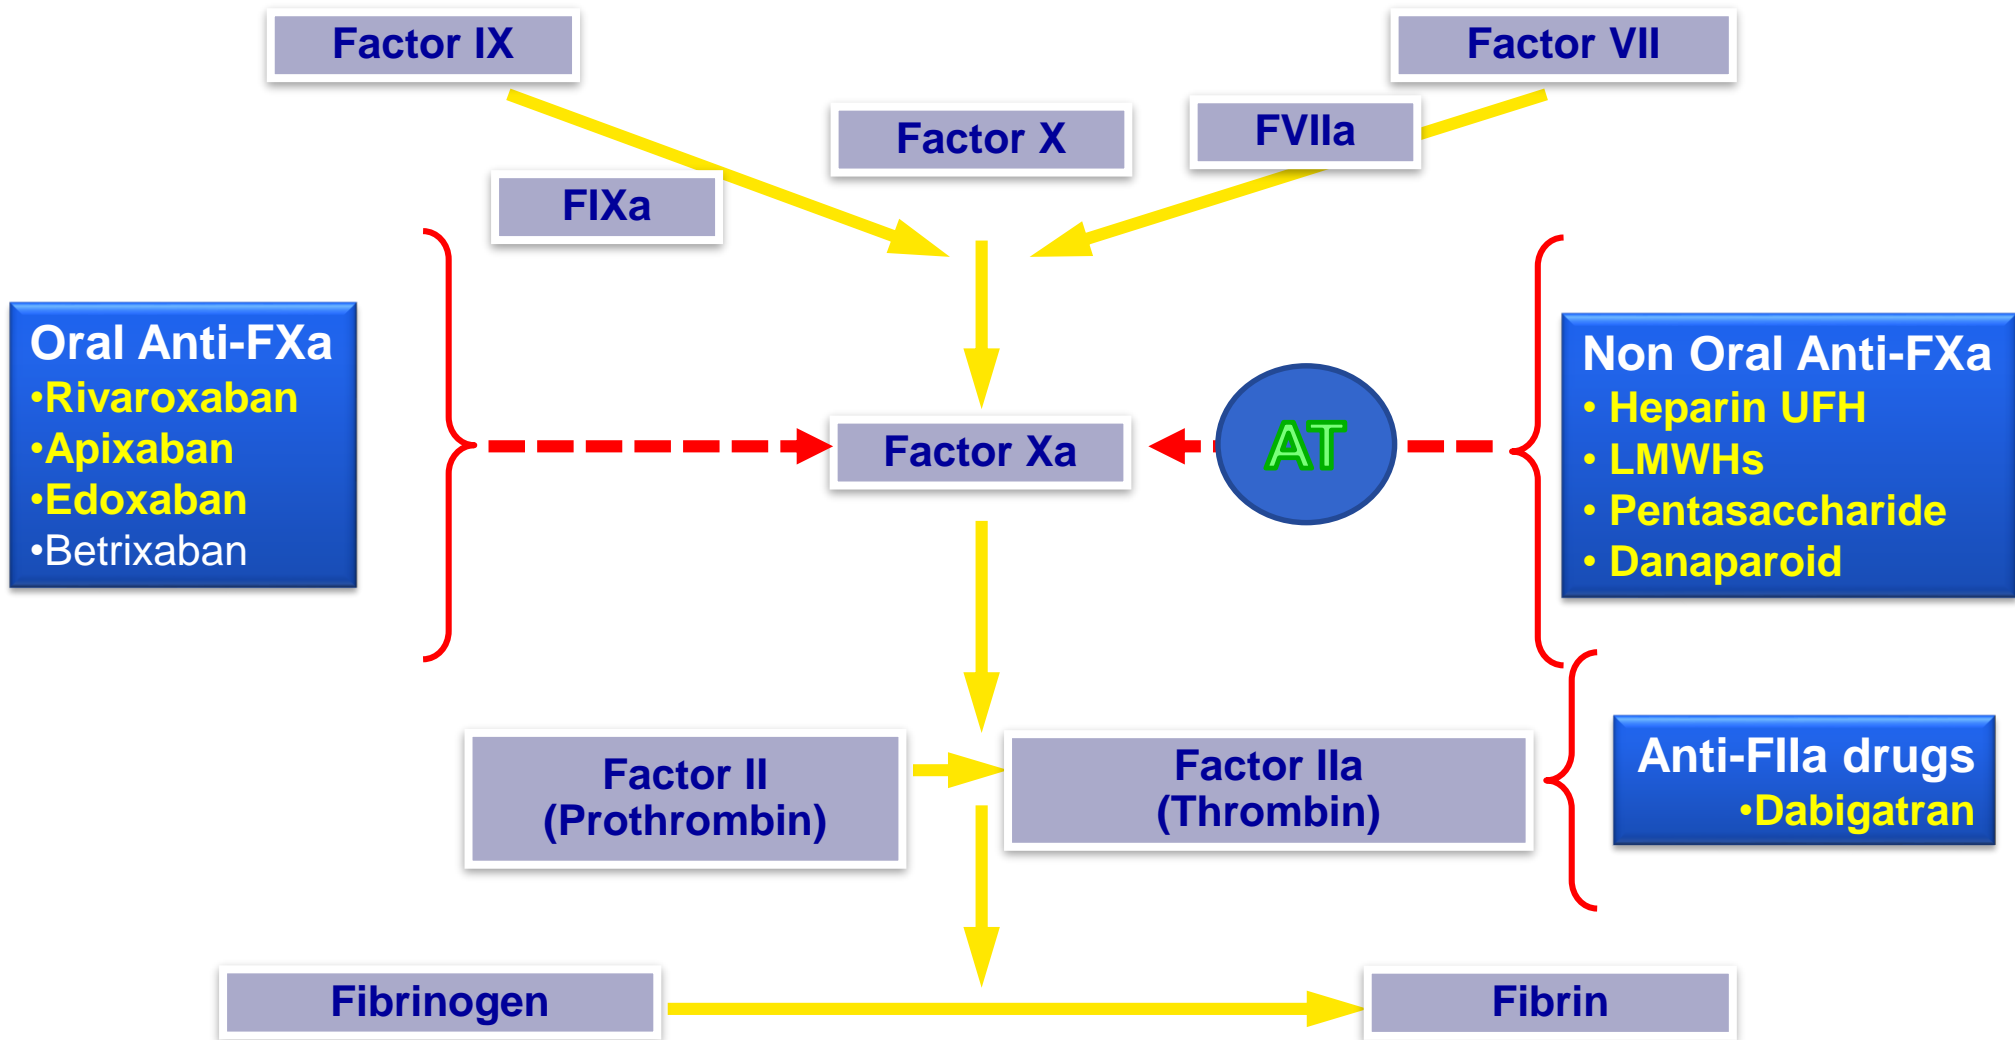 Factor IX
Factor VII
Factor X
FVIIa
FIXa
Oral Anti-FXa
•Rivaroxaban
•Apixaban
•Edoxaban
•Betrixaban
Factor Xa
AT
Non Oral Anti-FXa
• Heparin UFH
• LMWHs
• Pentasaccharide
• Danaparoid
Factor II
(Prothrombin)
Factor IIa
(Thrombin)
Anti-FIIa drugs
•Dabigatran
Fibrinogen
Fibrin